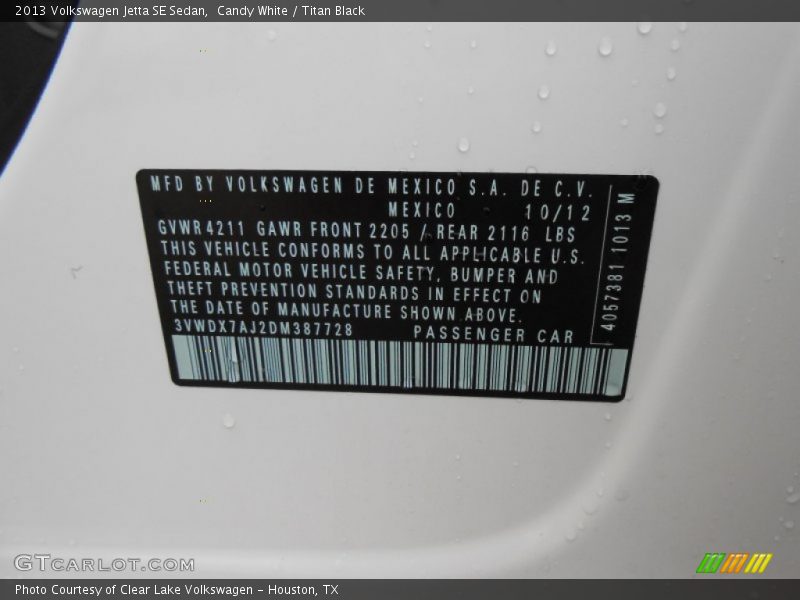 2013 Volkswagen Jetta SE Sedan,  Candy White / Titan Black
MFD BY VOLKSWAGEN DE MEXICO S.A. DE C.V.
MEXICO 10/12
GVWR 4211 GAWR FRONT 2205 / REAR 2116 LBS
THIS VEHICLE CONFORMS TO ALL APPLICABLE U.S.
FEDERAL MOTOR VEHICLE SAFETY, BUMPER AND
THEFT PREVENTION STANDARDS IN EFFECT ON
THE DATE OF MANUFACTURE SHOWN ABOVE.
3VWDX7AJ2DM387728 PASSENGER CAR
4057381 1013 M
GTcarlot.com
Photo Courtesy of Clear Lake Volkswagen - Houston, TX